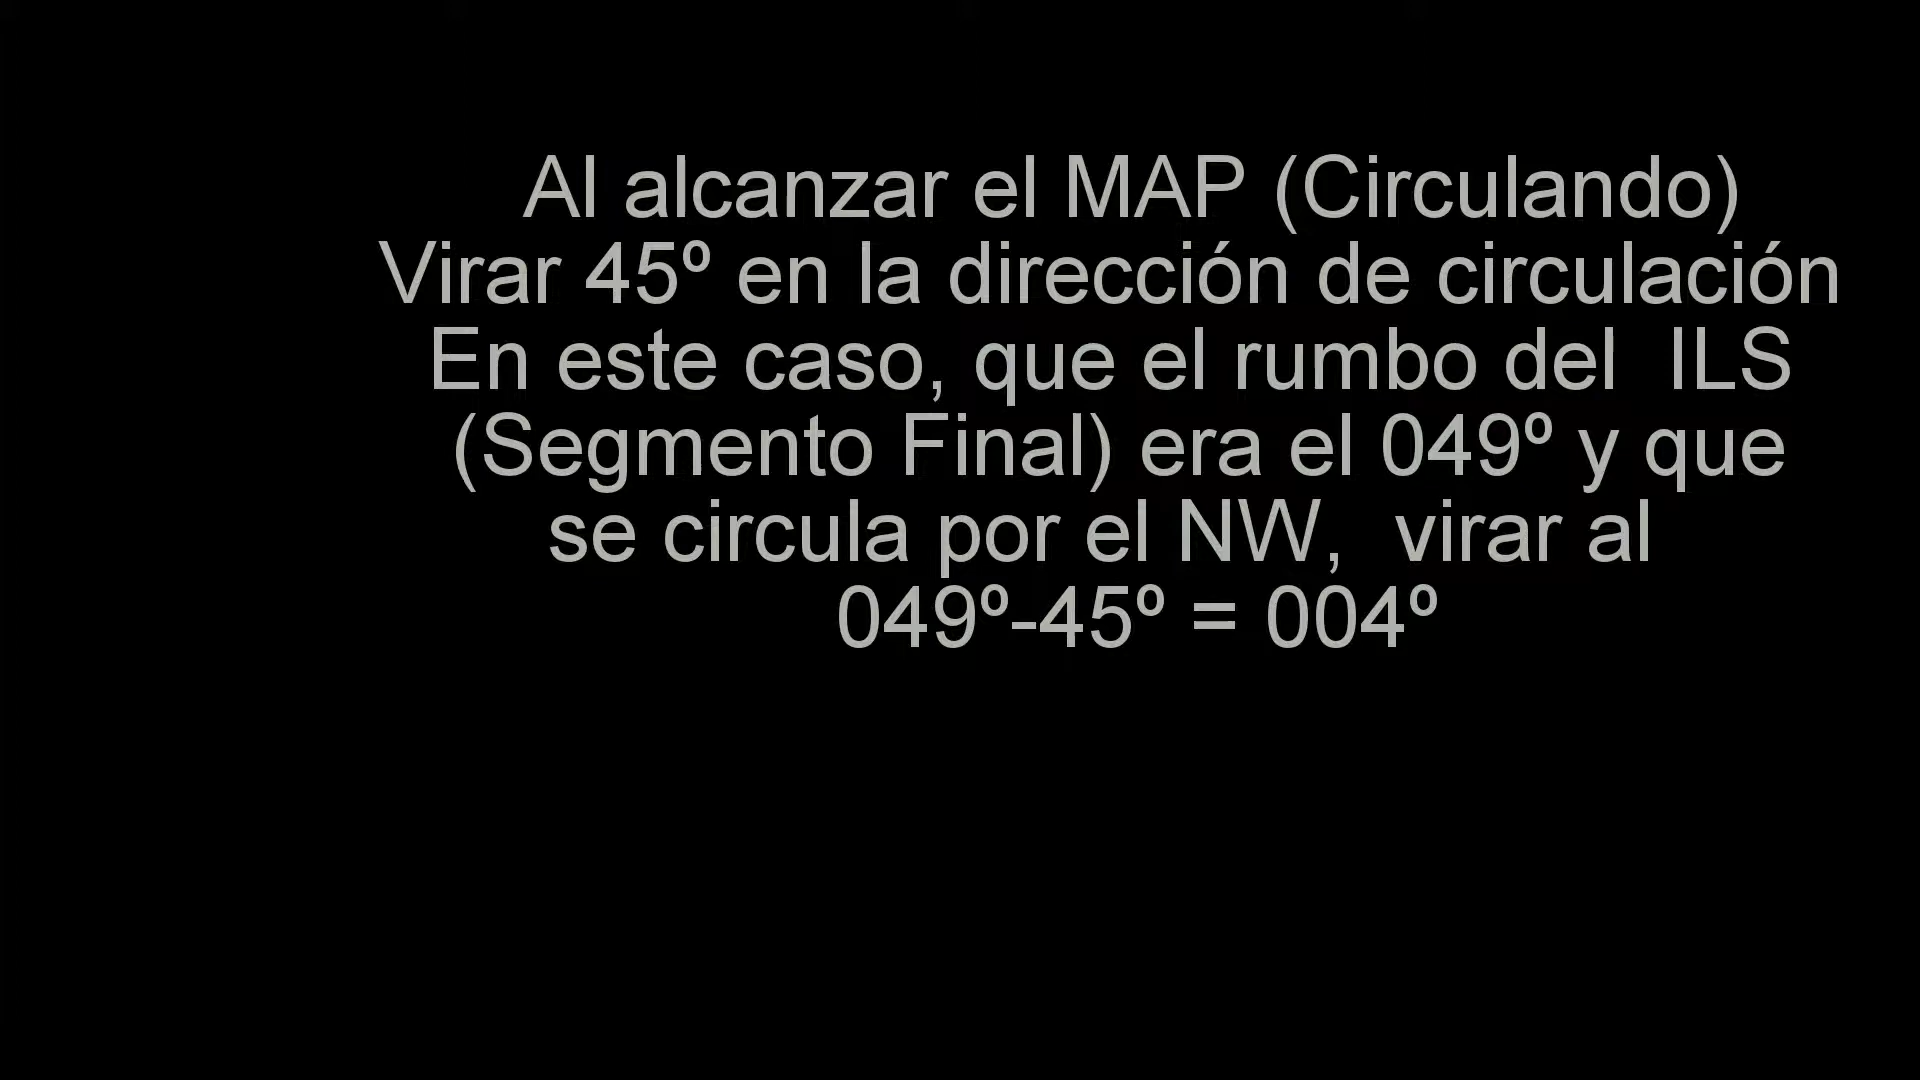 Al alcanzar el MAP (Circulando)
Virar 45º en la dirección de circulación
En este caso, que el rumbo del  ILS
(Segmento Final) era el 049º y que
se circula por el NW,  virar al
049º-45º = 004º